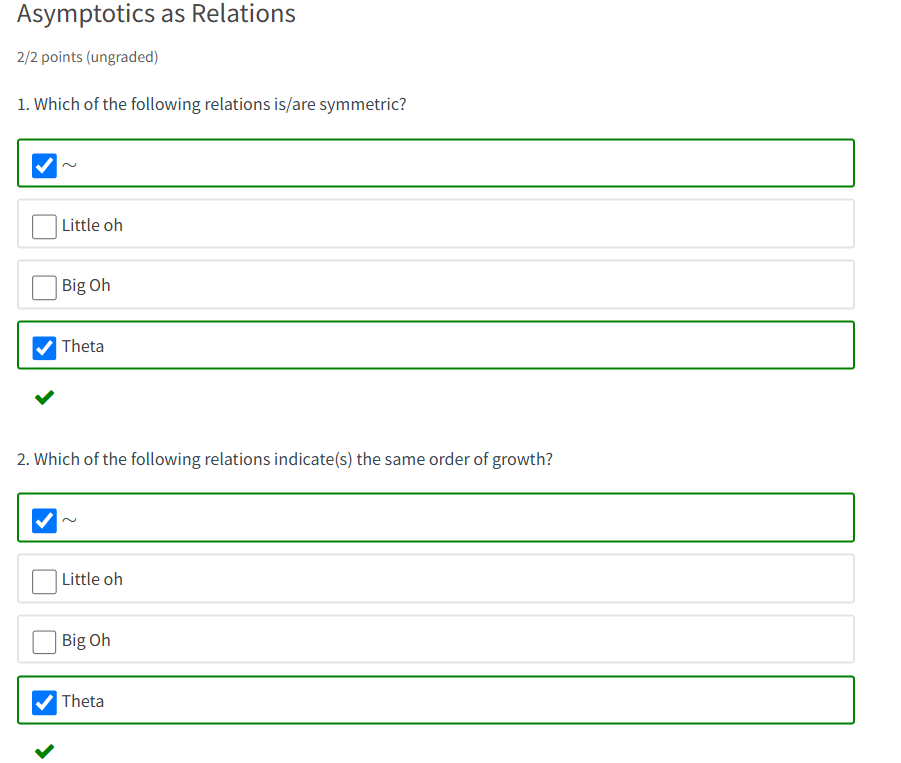 Asymptotics as Relations
2/2 points (ungraded)
1. Which of the following relations is/are symmetric?
~
Little oh
Big Oh
Theta
2. Which of the following relations indicate(s) the same order of growth?
~
Little oh
Big Oh
Theta